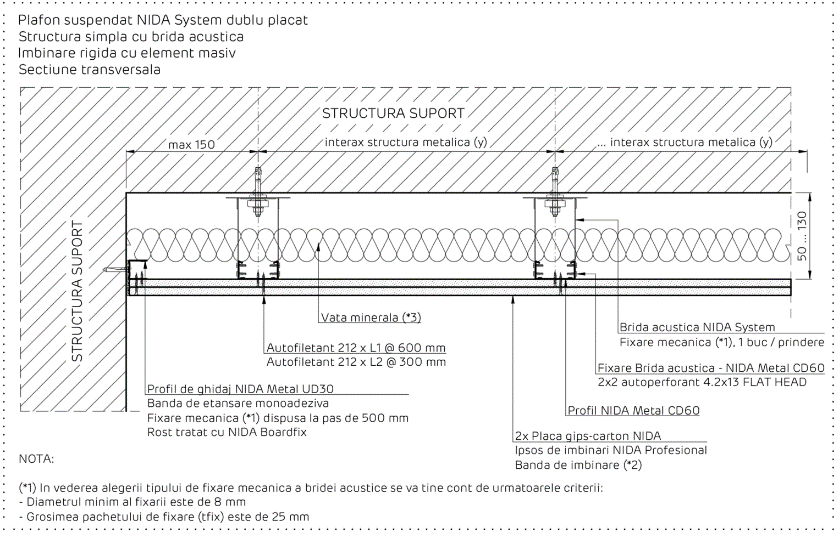 Plafon suspendat NIDA System dublu placat
Structura simpla cu brida acustica
Imbinare rigida cu element masiv
Sectiune transversala
STRUCTURA SUPORT
max 150
interax structura metalica (y)
... interax structura metalica (y)
STRUCTURA SUPORT
50 ... 130
Vata minerala (*3)
Brida acustica NIDA System
Fixare mecanica (*1), 1 buc / prindere
Autofiletant 212 x L1 @ 600 mm
Autofiletant 212 x L2 @ 300 mm
Fixare Brida acustica - NIDA Metal CD60
2x2 autoperforant 4.2x13 FLAT HEAD
Profil de ghidaj NIDA Metal UD30
Banda de etansare monoadeziva
Fixare mecanica (*1) dispusa la pas de 500 mm
Rost tratat cu NIDA Boardfix
Profil NIDA Metal CD60
2x Placa gips-carton NIDA
Ipsos de imbinari NIDA Profesional
Banda de imbinare (*2)
NOTA:
(*1) In vederea alegerii tipului de fixare mecanica a bridei acustice se va tine cont de urmatoarele criterii:
- Diametrul minim al fixarii este de 8 mm
- Grosimea pachetului de fixare (tfix) este de 25 mm